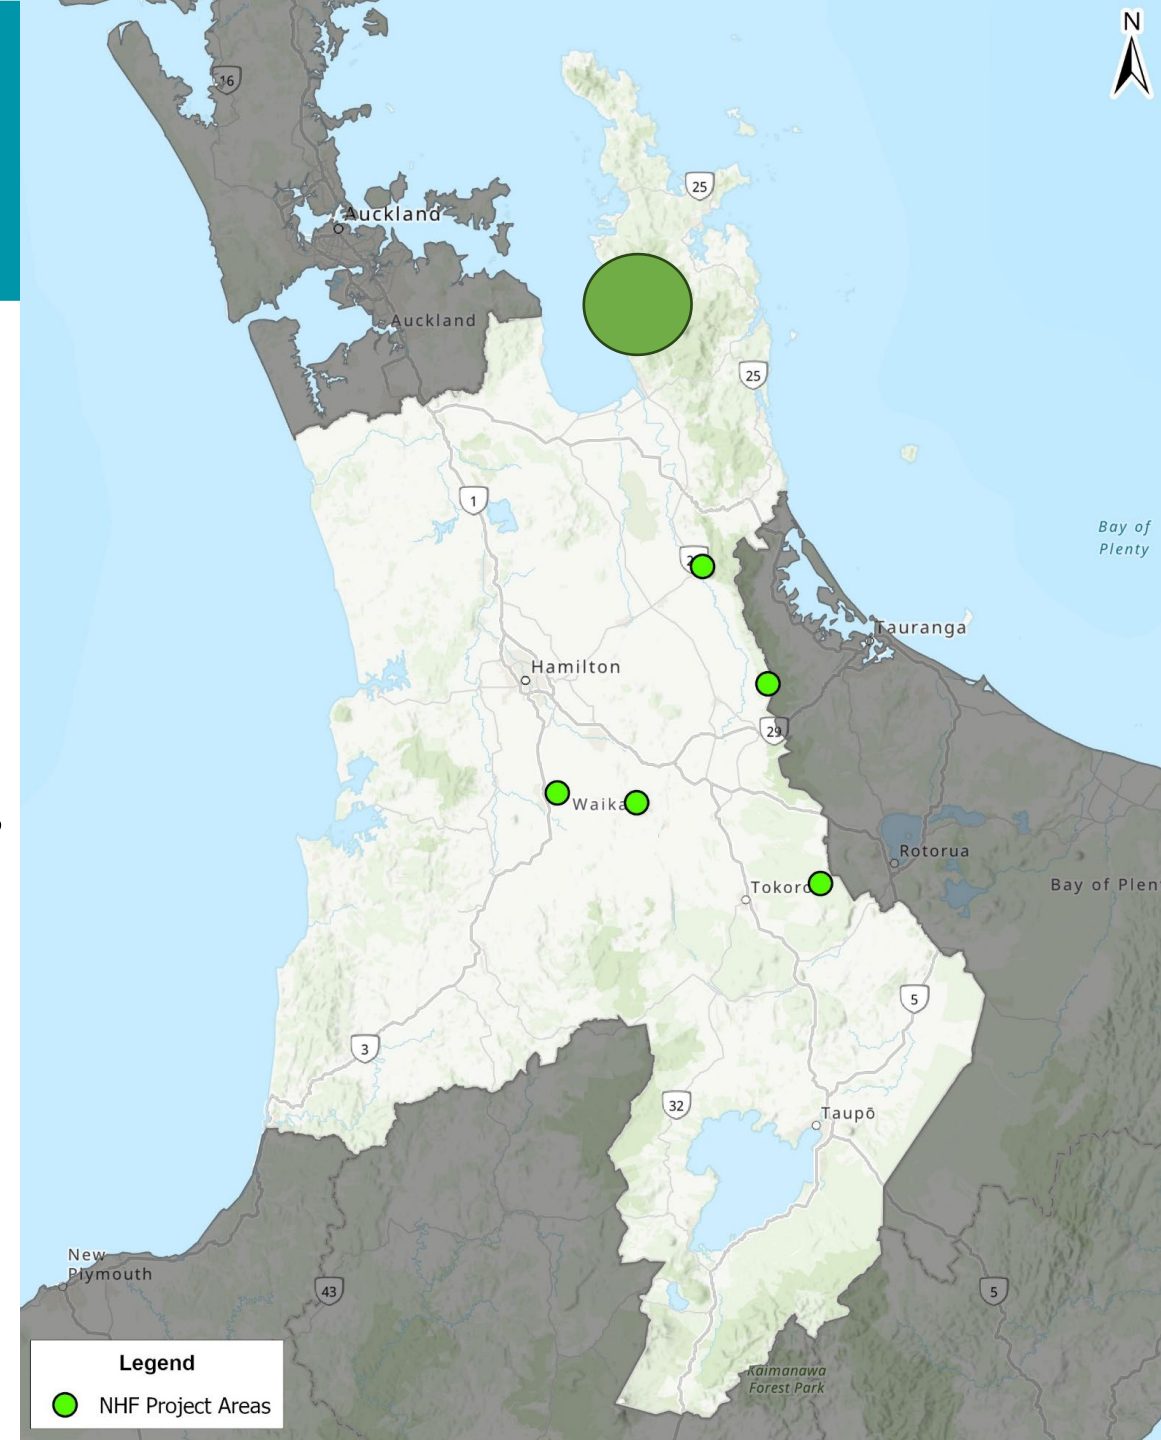 N
16
25
Auckland
Auckland
25
1
Bay of
Plenty
2
Tauranga
Hamilton
29
Waika
Rotorua
Tokoro
Bay of Plen
5
3
32
Taupō
New
Plymouth
43
5
Kaimanawa
Forest Park
Legend
NHF Project Areas